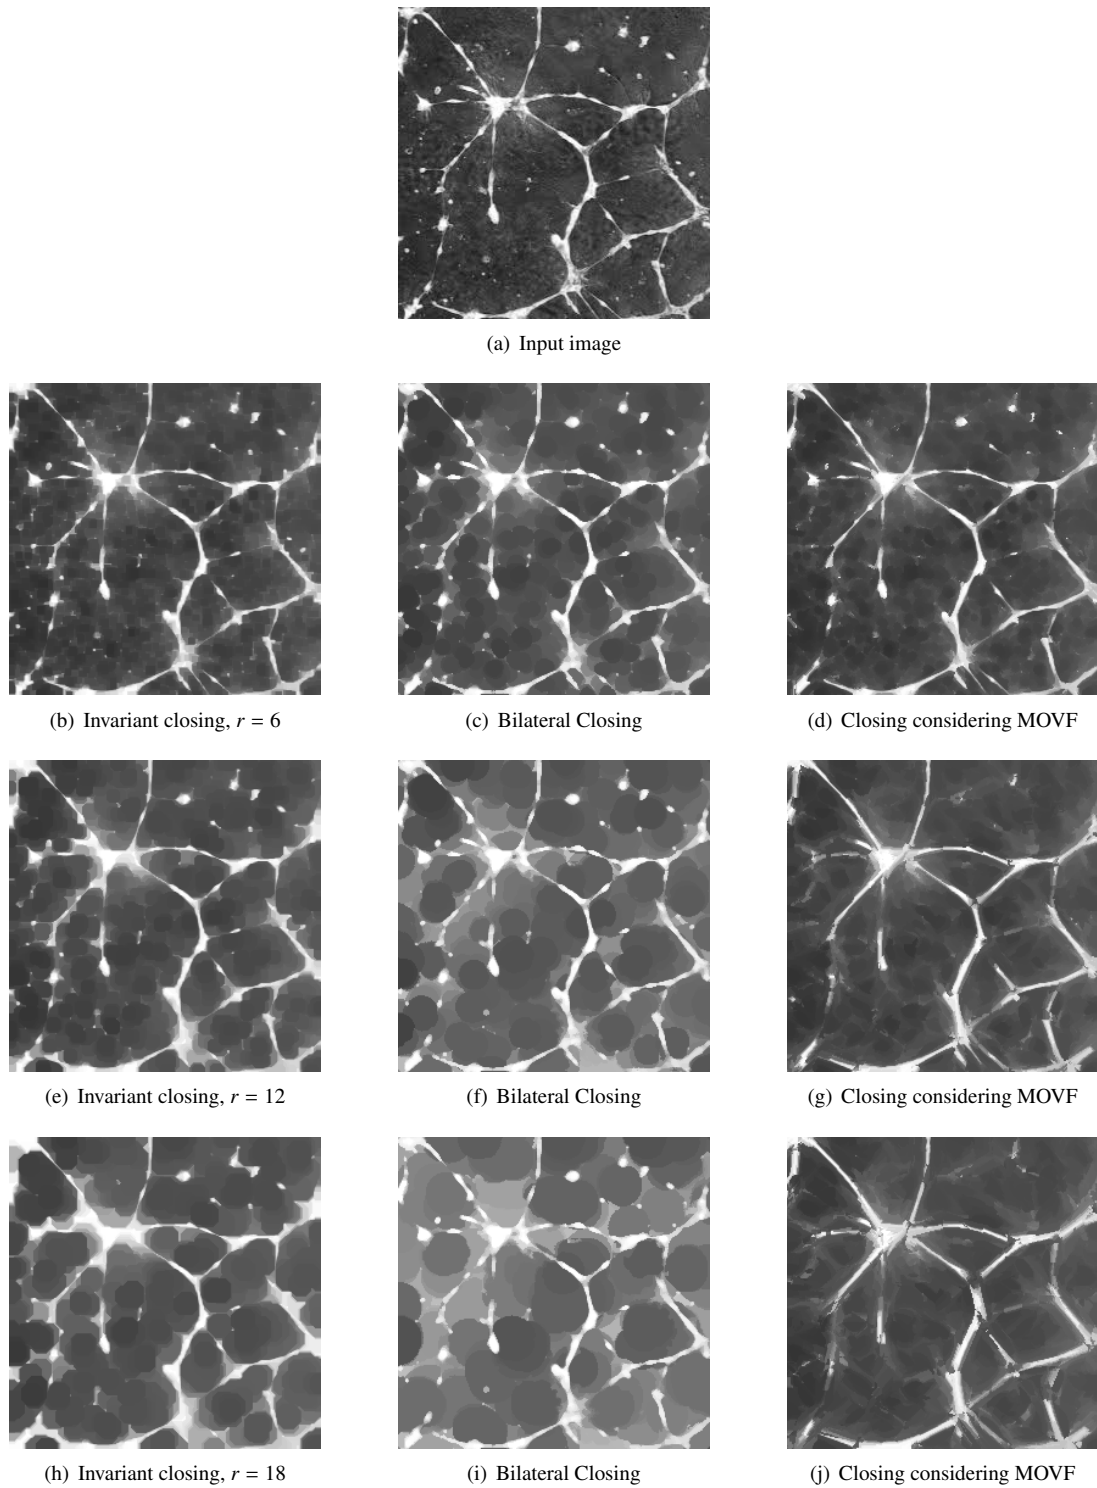 (a) Input image
(b) Invariant closing, r = 6
(c) Bilateral Closing
(d) Closing considering MOVF
(e) Invariant closing, r = 12
(f) Bilateral Closing
(g) Closing considering MOVF
(h) Invariant closing, r = 18
(i) Bilateral Closing
(j) Closing considering MOVF